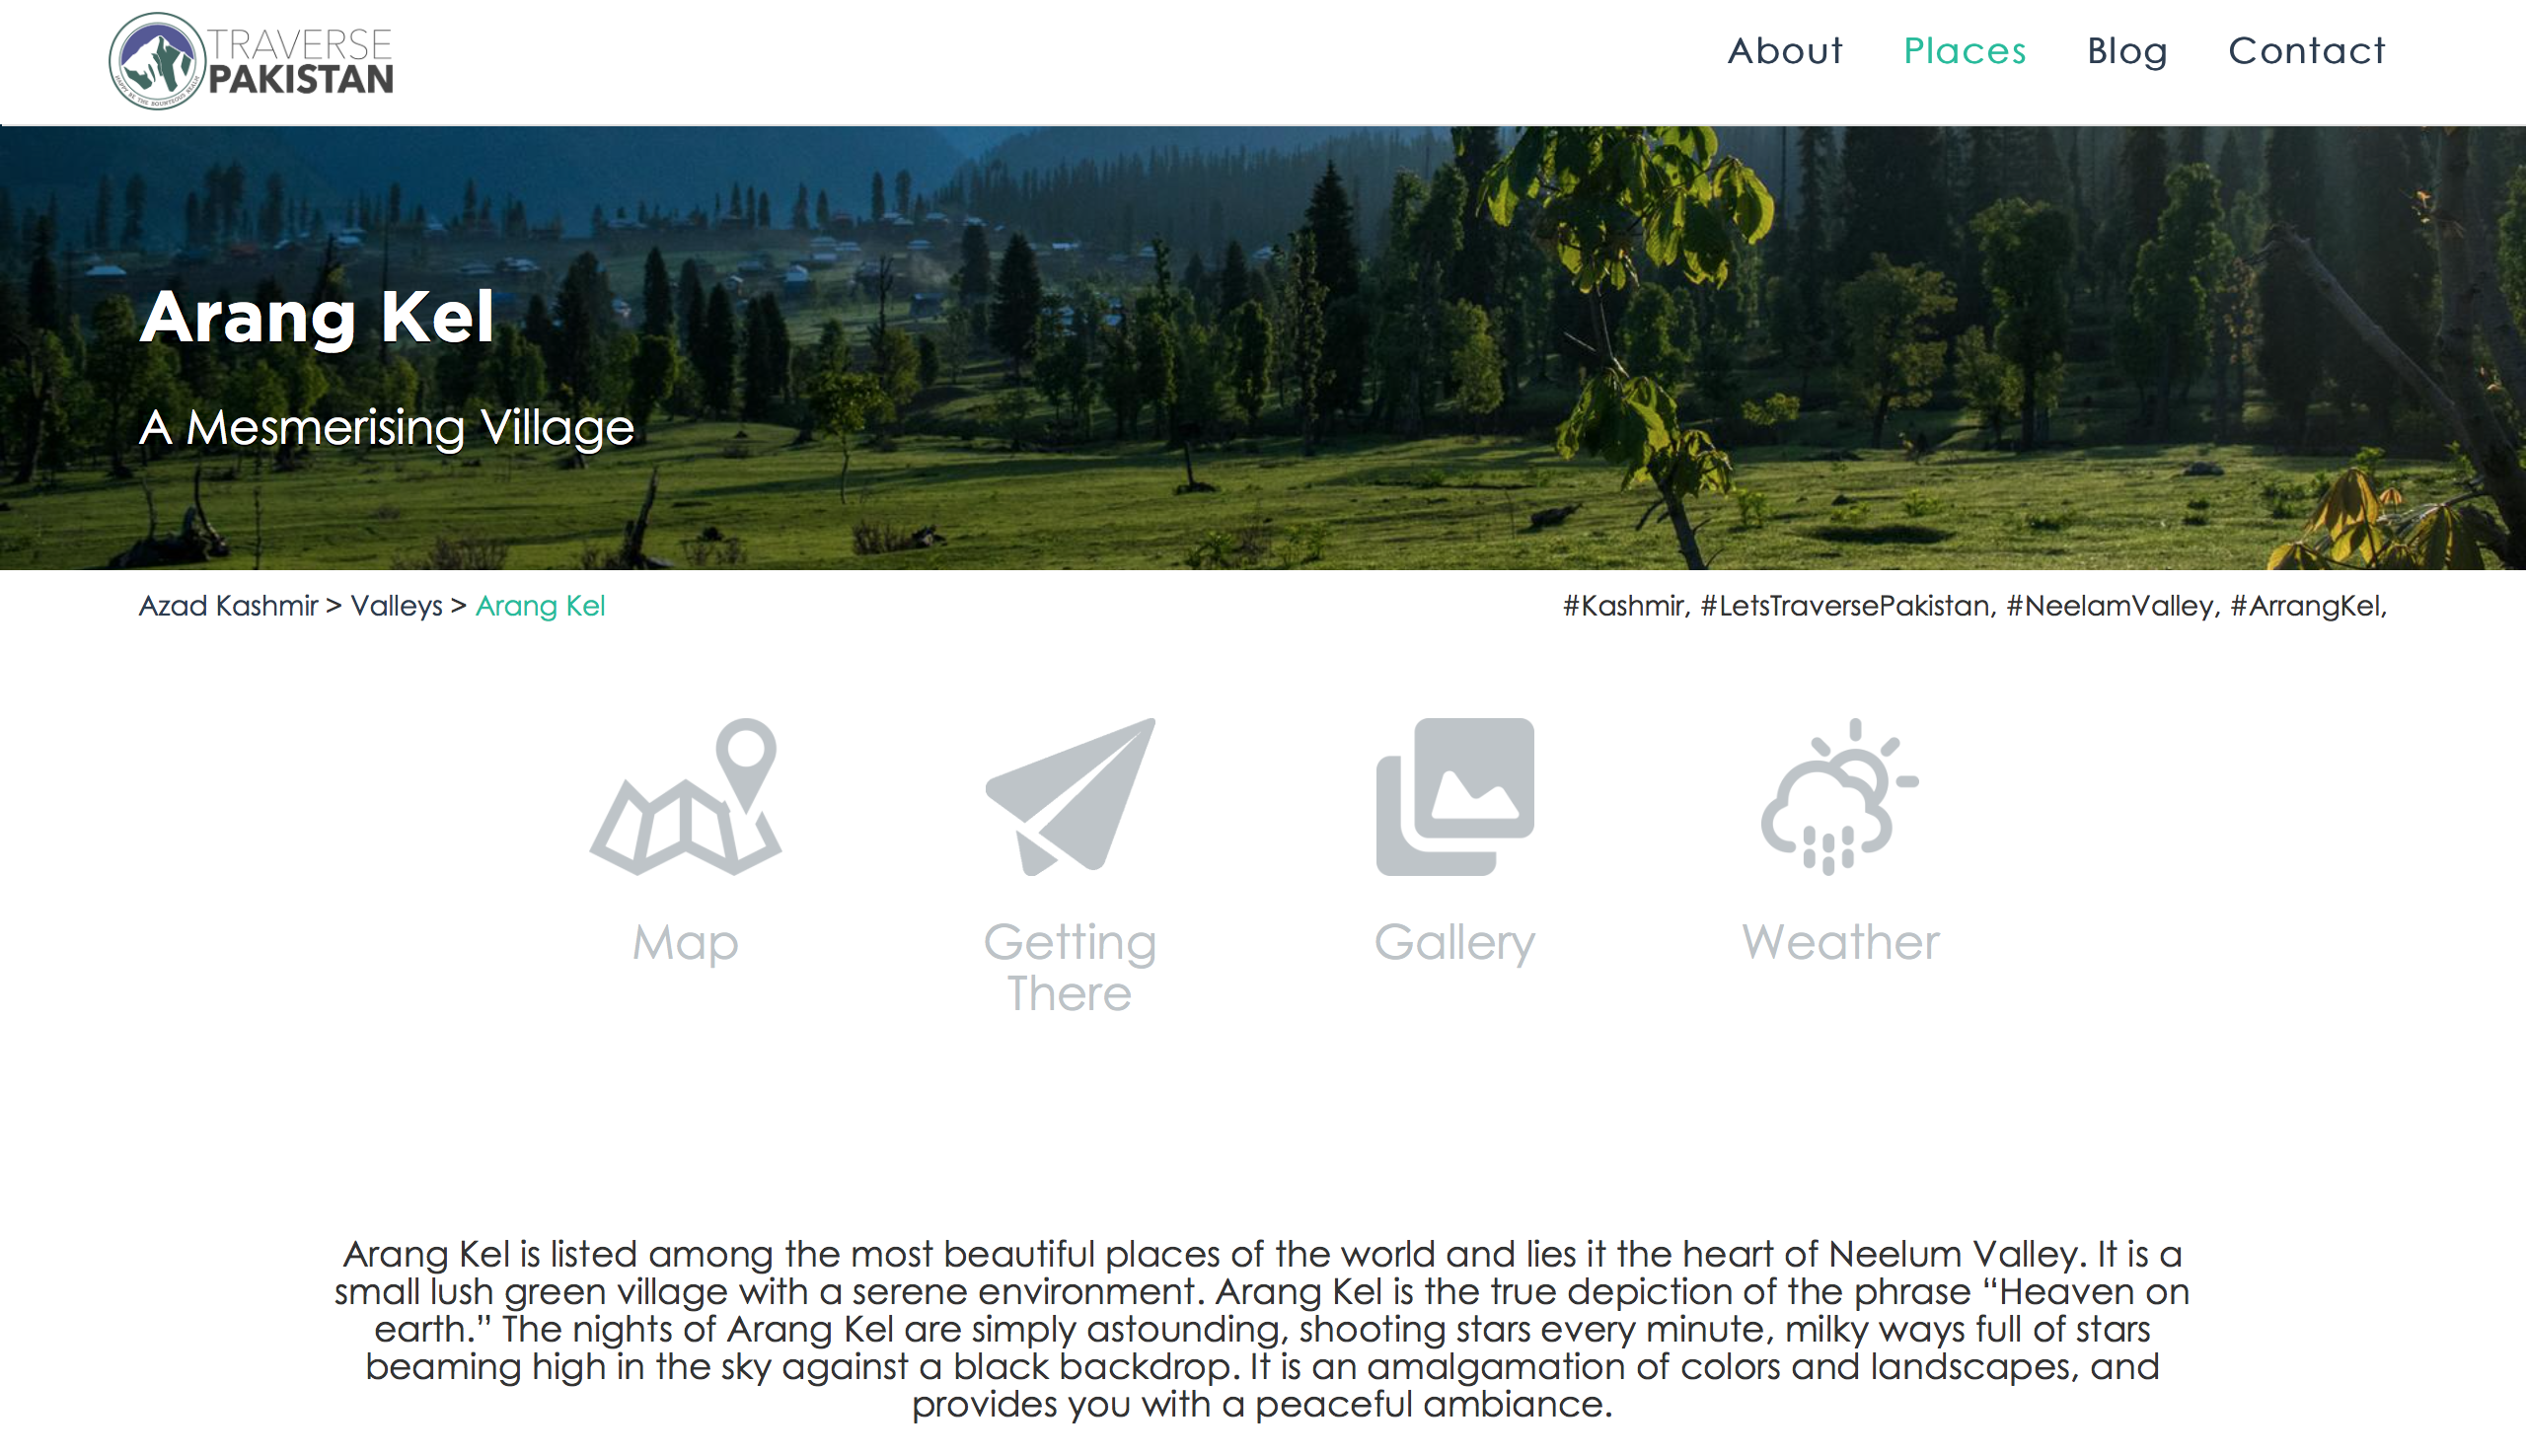 TRAVERSE
PAKISTAN
About Places Blog Contact
Arang Kel
A Mesmerising Village
Azad Kashmir > Valleys > Arang Kel
#Kashmir, #LetsTraversePakistan, #NeelamValley, #ArrangKel,
Map
Getting
There
Gallery
Weather
Arang Kel is listed among the most beautiful places of the world and lies it the heart of Neelum Valley. It is a
small lush green village with a serene environment. Arang Kel is the true depiction of the phrase “Heaven on
earth.” The nights of Arang Kel are simply astounding, shooting stars every minute, milky ways full of stars
beaming high in the sky against a black backdrop. It is an amalgamation of colors and landscapes, and
provides you with a peaceful ambiance.